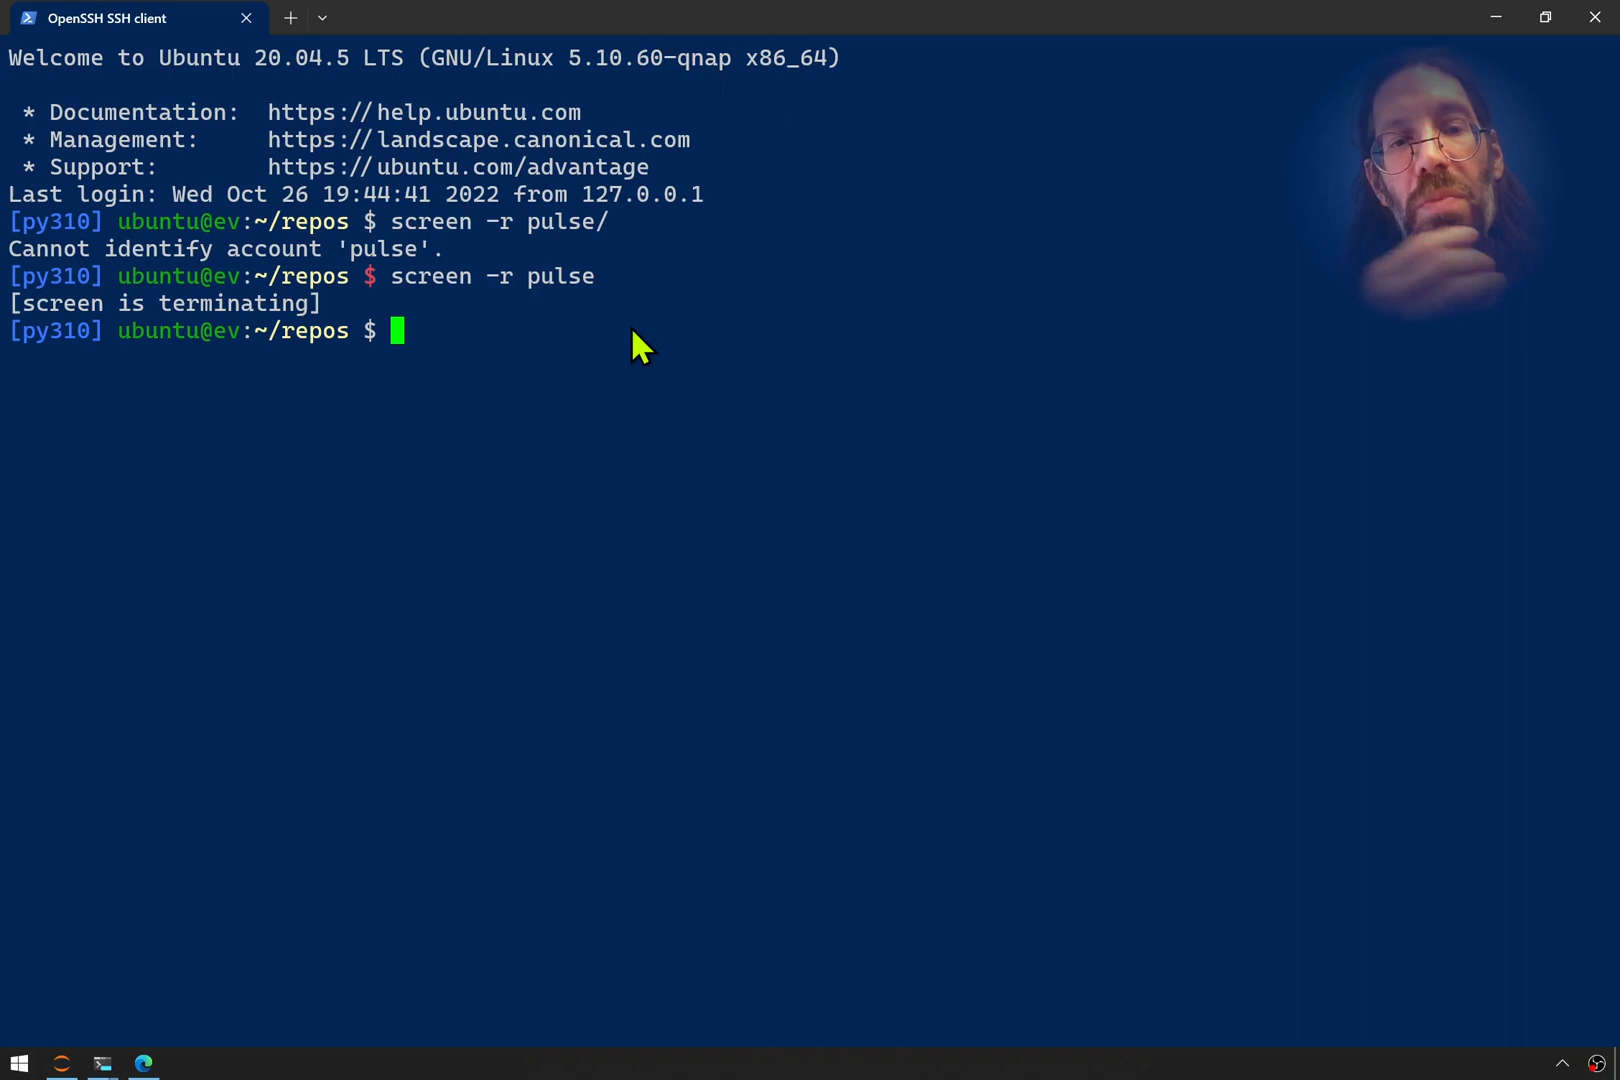 OpenSSH SSH client
Welcome to Ubuntu 20.04.5 LTS (GNU/Linux 5.10.60-qnap x86_64)
* Documentation: https://help.ubuntu.com
* Management: https://landscape.canonical.com
* Support: https://ubuntu.com/advantage
Last login: Wed Oct 26 19:44:41 2022 from 127.0.0.1
[py310] ubuntu@ev:~/repos $ screen -r pulse/
Cannot identify account 'pulse'.
[py310] ubuntu@ev:~/repos $ screen -r pulse
[screen is terminating]
[py310] ubuntu@ev:~/repos $